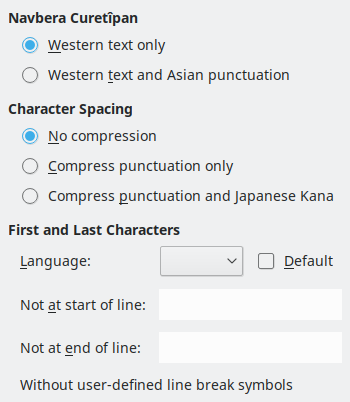 Navbera Curetîpan
Western text only
Western text and Asian punctuation
Character Spacing
No compression
Compress punctuation only
Compress punctuation and Japanese Kana
First and Last Characters
Language:
Default
Not at start of line:
Not at end of line:
Without user-defined line break symbols